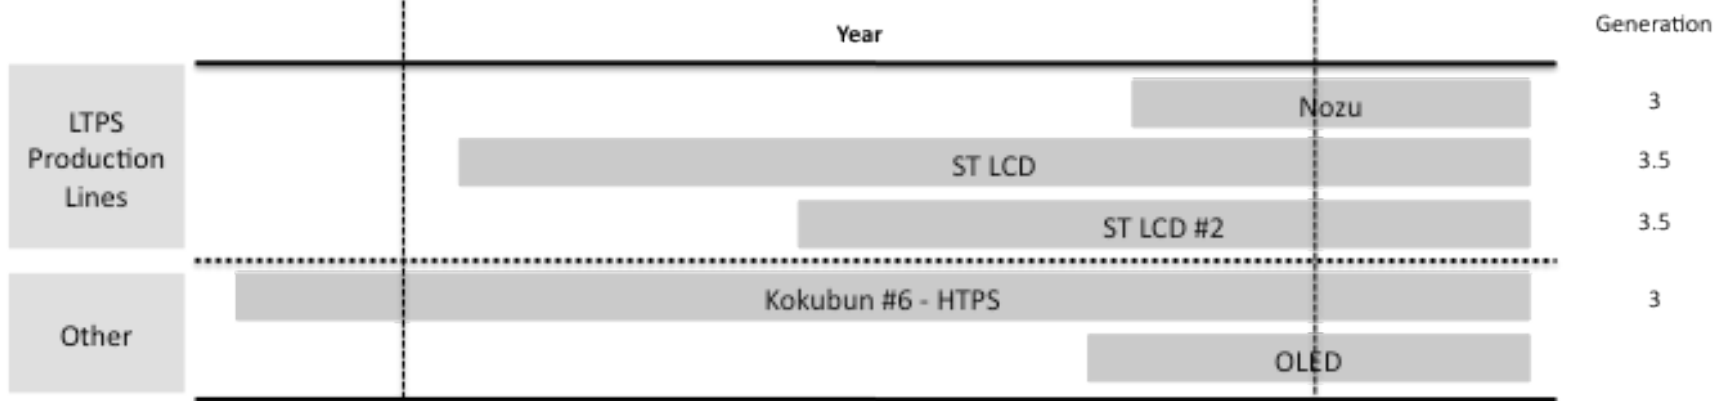 Year
Generation
LTPS
Production
Lines
Nozu
3
ST LCD
3.5
ST LCD #2
3.5
Other
Kokubun #6 - HTPS
3
OLED